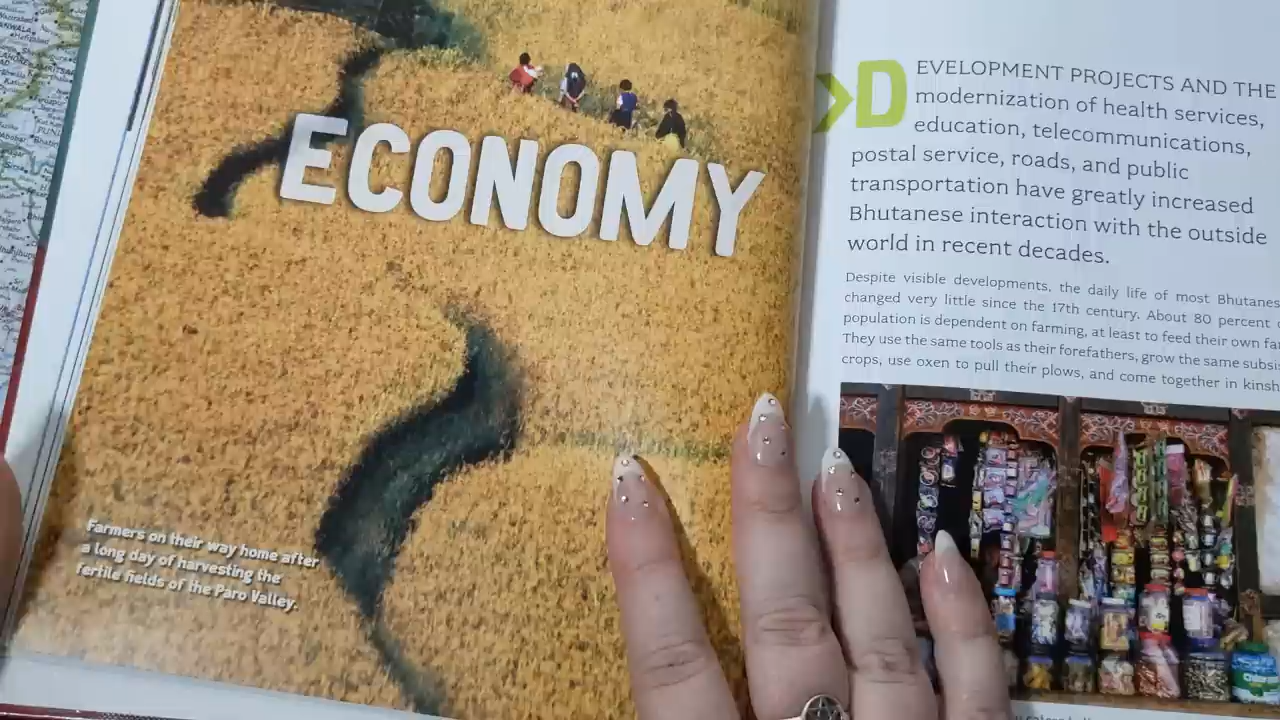 ECONOMY
Farmers on their way home after
a long day of harvesting the
fertile fields of the Paro Valley.
DEVELOPMENT PROJECTS AND THE
modernization of health services,
education, telecommunications,
postal service, roads, and public
transportation have greatly increased
Bhutanese interaction with the outside
world in recent decades.
Despite visible developments, the daily life of most
changed very little since the 17th century. About 80 percent
population is dependent on farming, at least to feed their own
They use the same tools as their forefathers, grow the same
crops, use oxen to pull their plows, and come together in